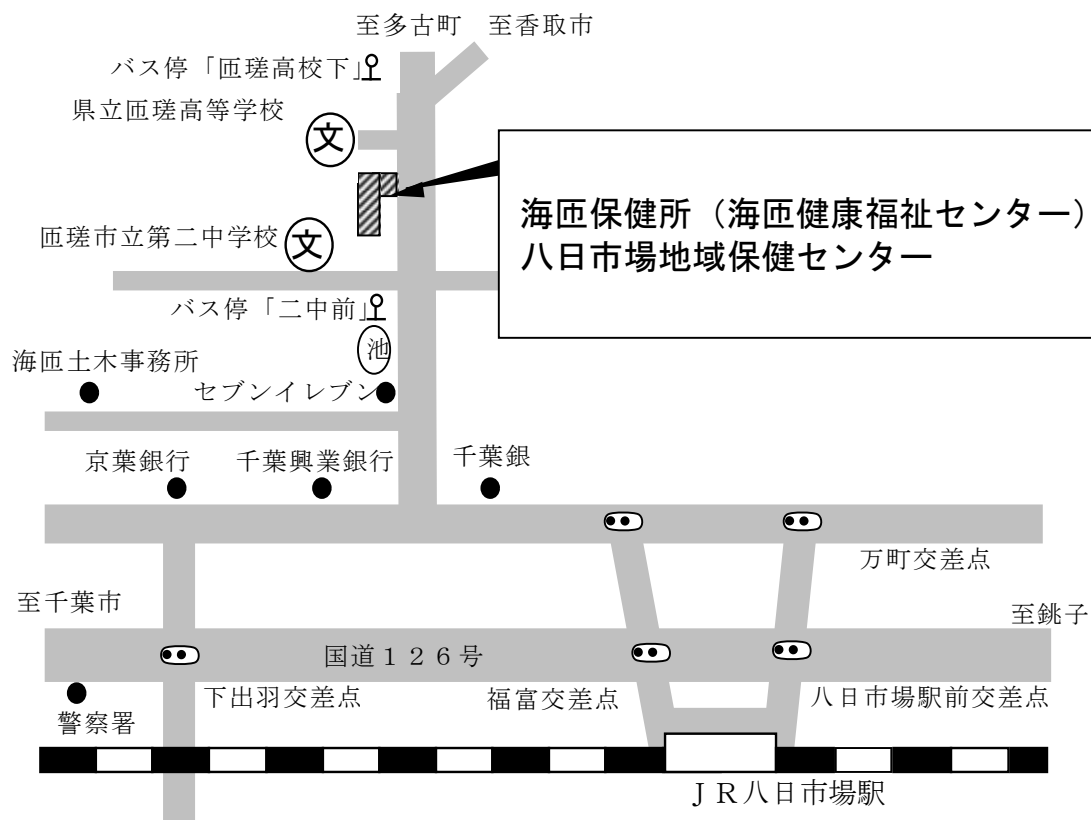 至多古町　至香取市
バス停「匝瑳高校下」
県立匝瑳高等学校
文
海匝保健所（海匝健康福祉センター）
八日市場地域保健センター
匝瑳市立第二中学校
文
バス停「二中前」
池
海匝土木事務所
セブンイレブン
京葉銀行
千葉興業銀行
千葉銀
万町交差点
至千葉市
至銚子
国道１２６号
下出羽交差点
福富交差点
八日市場駅前交差点
警察署
ＪＲ八日市場駅